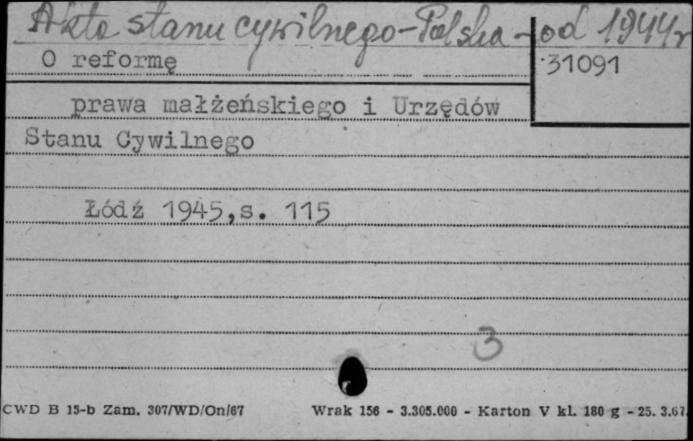 Akta stanu cywilnego - Polska - od 1944r
O reformę
31091
prawa małżeńskiego i Urzędów
Stanu Cywilnego
Łódź 1945,s. 115
3
CWD B 15-b Zam. 307/WD/On/67 Wrak 156 - 3.305.000 - Karton V kl. 180 g - 25. 3.67